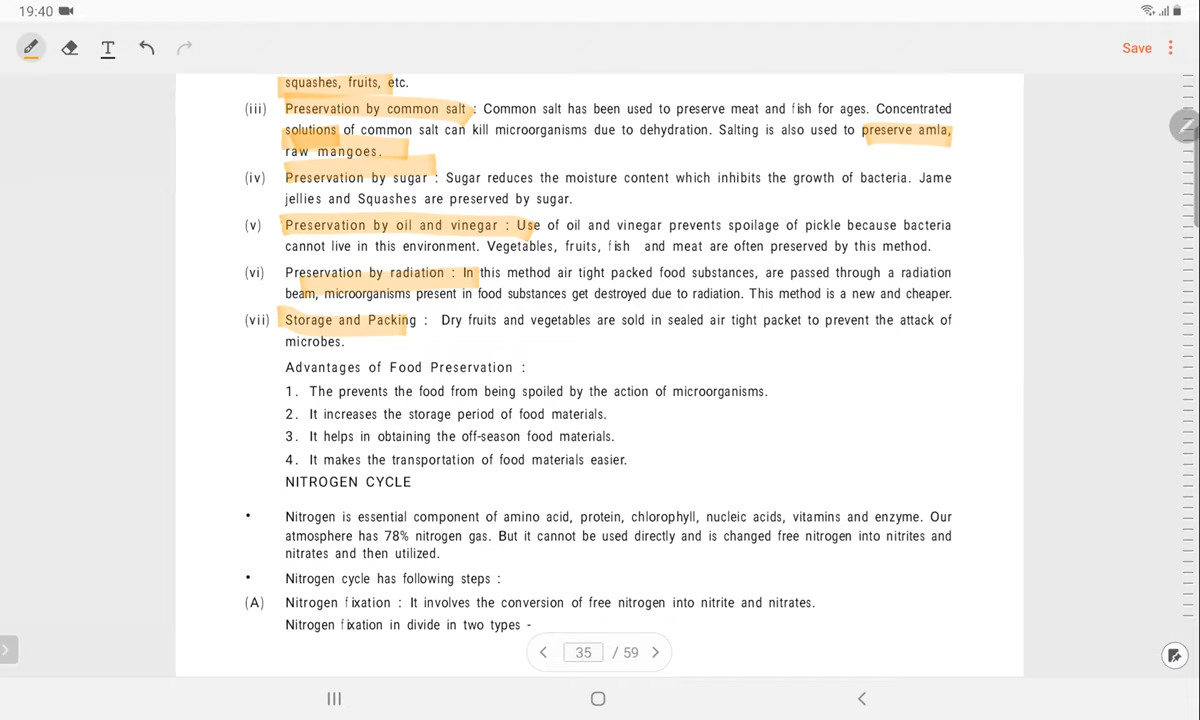 19:40
Save
squashes, fruits, etc.
(iii) Preservation by common salt : Common salt has been used to preserve meat and fish for ages. Concentrated
solutions of common salt can kill microorganisms due to dehydration. Salting is also used to preserve amla,
raw mangoes.
(iv) Preservation by sugar : Sugar reduces the moisture content which inhibits the growth of bacteria. Jame
jellies and Squashes are preserved by sugar.
(v) Preservation by oil and vinegar : Use of oil and vinegar prevents spoilage of pickle because bacteria
cannot live in this environment. Vegetables, fruits, fish and meat are often preserved by this method.
(vi) Preservation by radiation : In this method air tight packed food substances, are passed through a radiation
beam, microorganisms present in food substances get destroyed due to radiation. This method is a new and cheaper.
(vii) Storage and Packing : Dry fruits and vegetables are sold in sealed air tight packet to prevent the attack of
microbes.
Advantages of Food Preservation :
1. The prevents the food from being spoiled by the action of microorganisms.
2. It increases the storage period of food materials.
3. It helps in obtaining the off-season food materials.
4. It makes the transportation of food materials easier.
NITROGEN CYCLE
• Nitrogen is essential component of amino acid, protein, chlorophyll, nucleic acids, vitamins and enzyme. Our
atmosphere has 78% nitrogen gas. But it cannot be used directly and is changed free nitrogen into nitrites and
nitrates and then utilized.
• Nitrogen cycle has following steps :
(A) Nitrogen fixation : It involves the conversion of free nitrogen into nitrite and nitrates.
Nitrogen fixation in divide in two types -
35 / 59